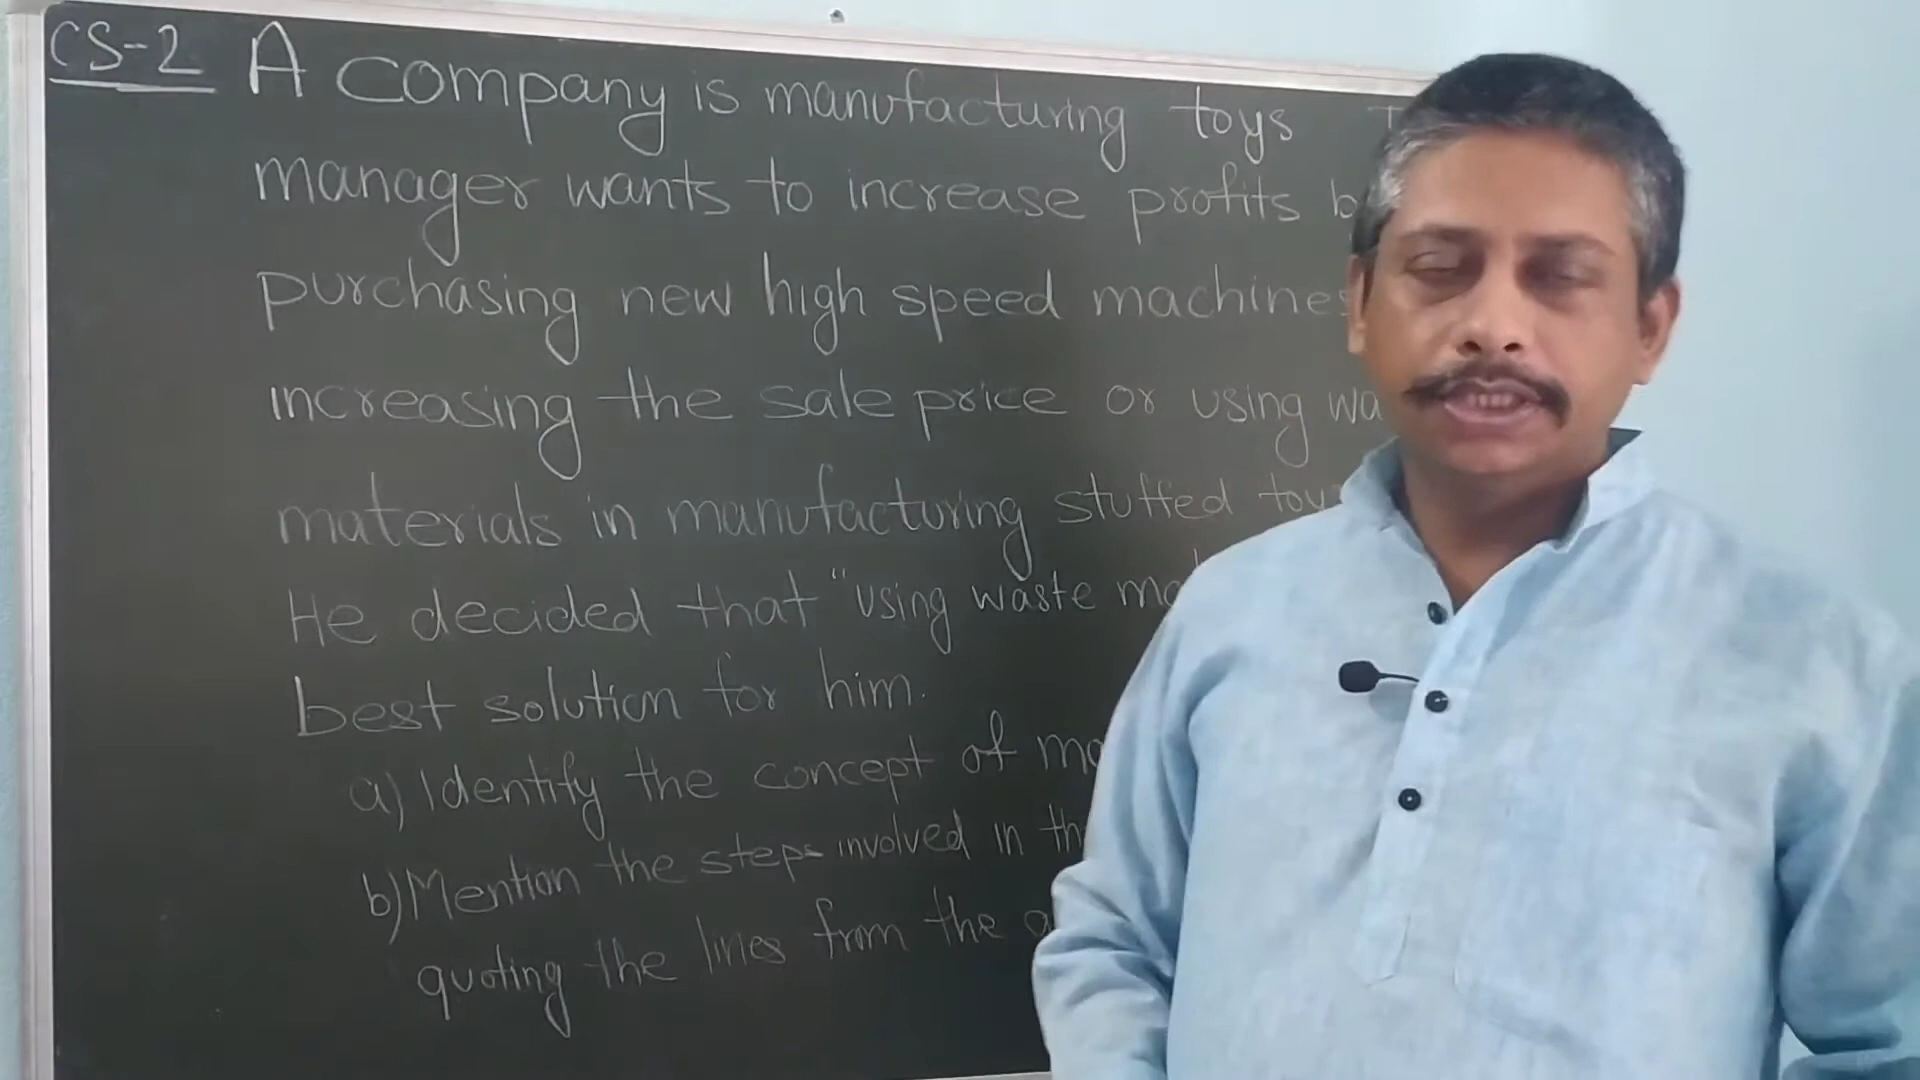 CS-2 A company is manufacturing toys
manager wants to increase profits
purchasing new high speed machines
increasing the sale price or using
materials in manufacturing stuffed
He decided that "using waste
best solution for him.
a) Identify the concept of
b) Mention the steps involved in
quoting the lines from the